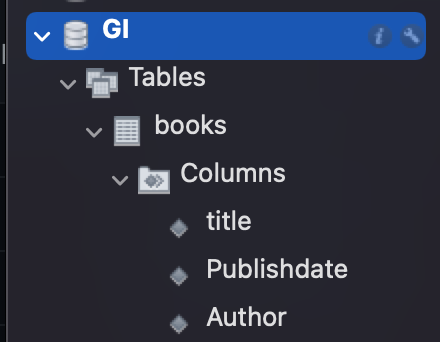 GI
Tables
books
Columns
title
Publishdate
Author